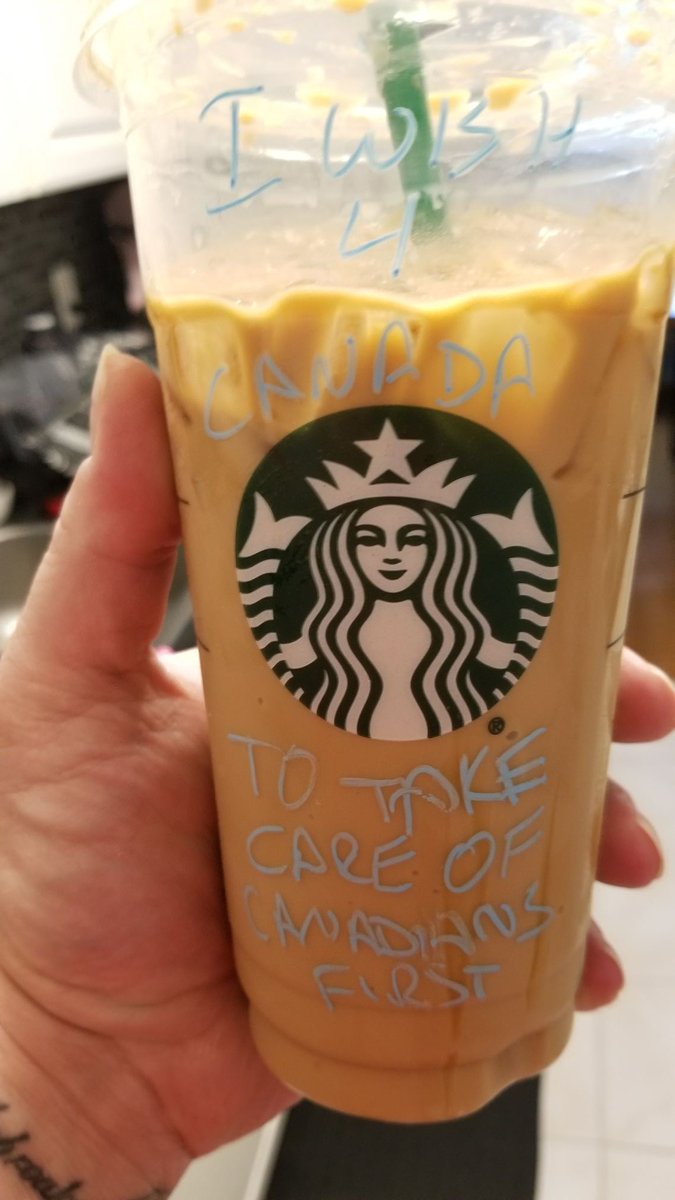 I WISH
4
CANADA
®
TO TAKE
CARE OF
CANADIANS
FIRST